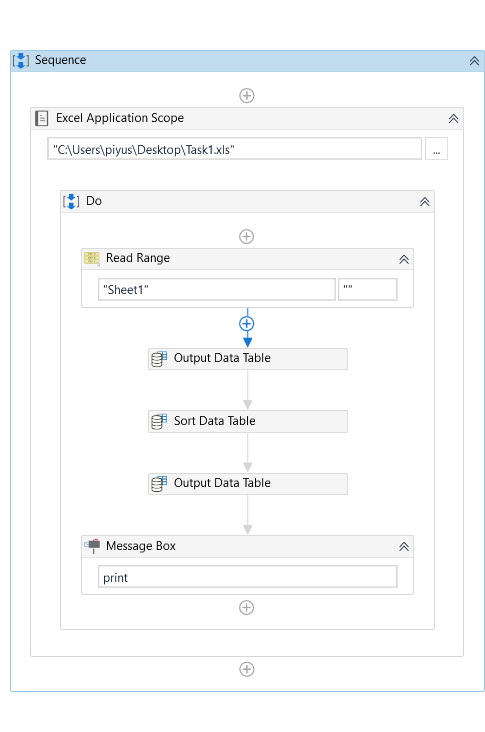 Sequence
Excel Application Scope
"C:\Users\piyus\Desktop\Task1.xls"
...
Do
Read Range
"Sheet1" ""
Output Data Table
Sort Data Table
Output Data Table
Message Box
print